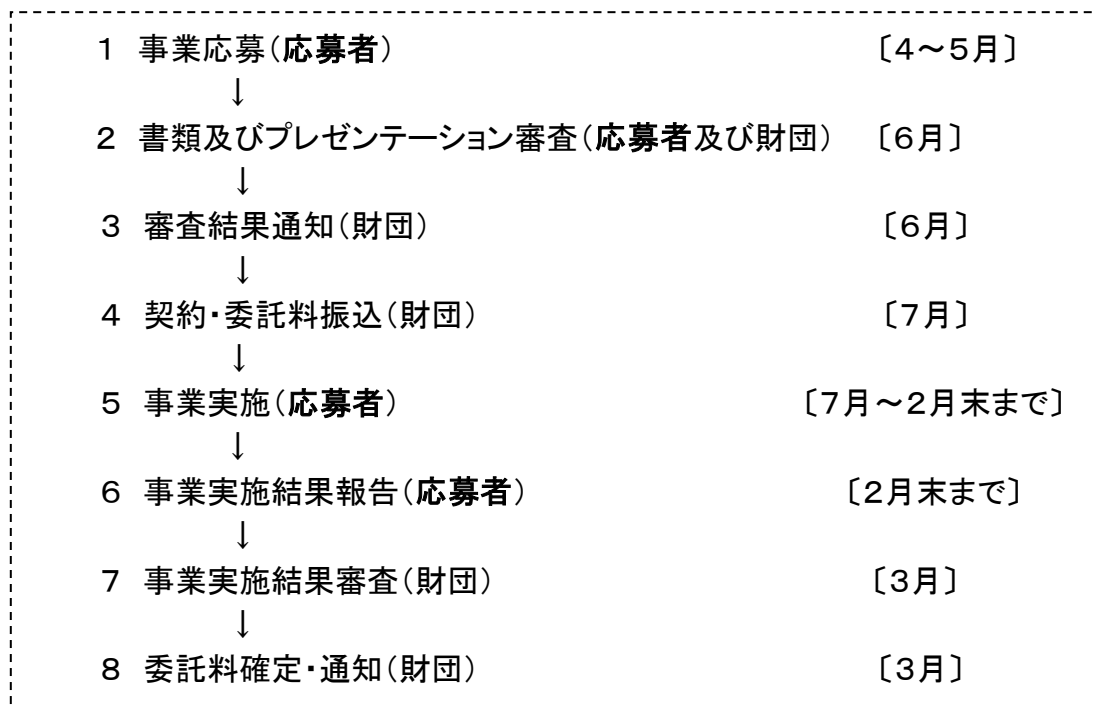 1 事業応募(応募者) 〔4~5月〕
↓
2 書類及びプレゼンテーション審査(応募者及び財団) 〔6月〕
↓
3 審査結果通知(財団) 〔6月〕
↓
4 契約・委託料振込(財団) 〔7月〕
↓
5 事業実施(応募者) 〔7月~2月末まで〕
↓
6 事業実施結果報告(応募者) 〔2月末まで〕
↓
7 事業実施結果審査(財団) 〔3月〕
↓
8 委託料確定・通知(財団) 〔3月〕